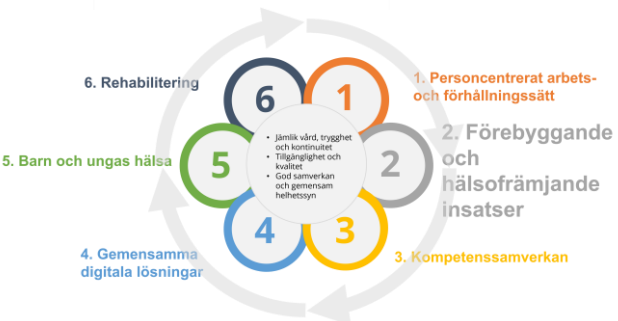 6. Rehabilitering
6
1
1. Personcentrerat arbets-
och förhållningssätt
5. Barn och ungas hälsa
5
• Jämlik vård, trygghet
och kontinuitet
• Tillgänglighet och
kvalitet
• God samverkan
och gemensam
helhetssyn
2
2. Förebyggande
och
hälsofrämjande
insatser
4. Gemensamma
digitala lösningar
4
3
3. Kompetenssamverkan